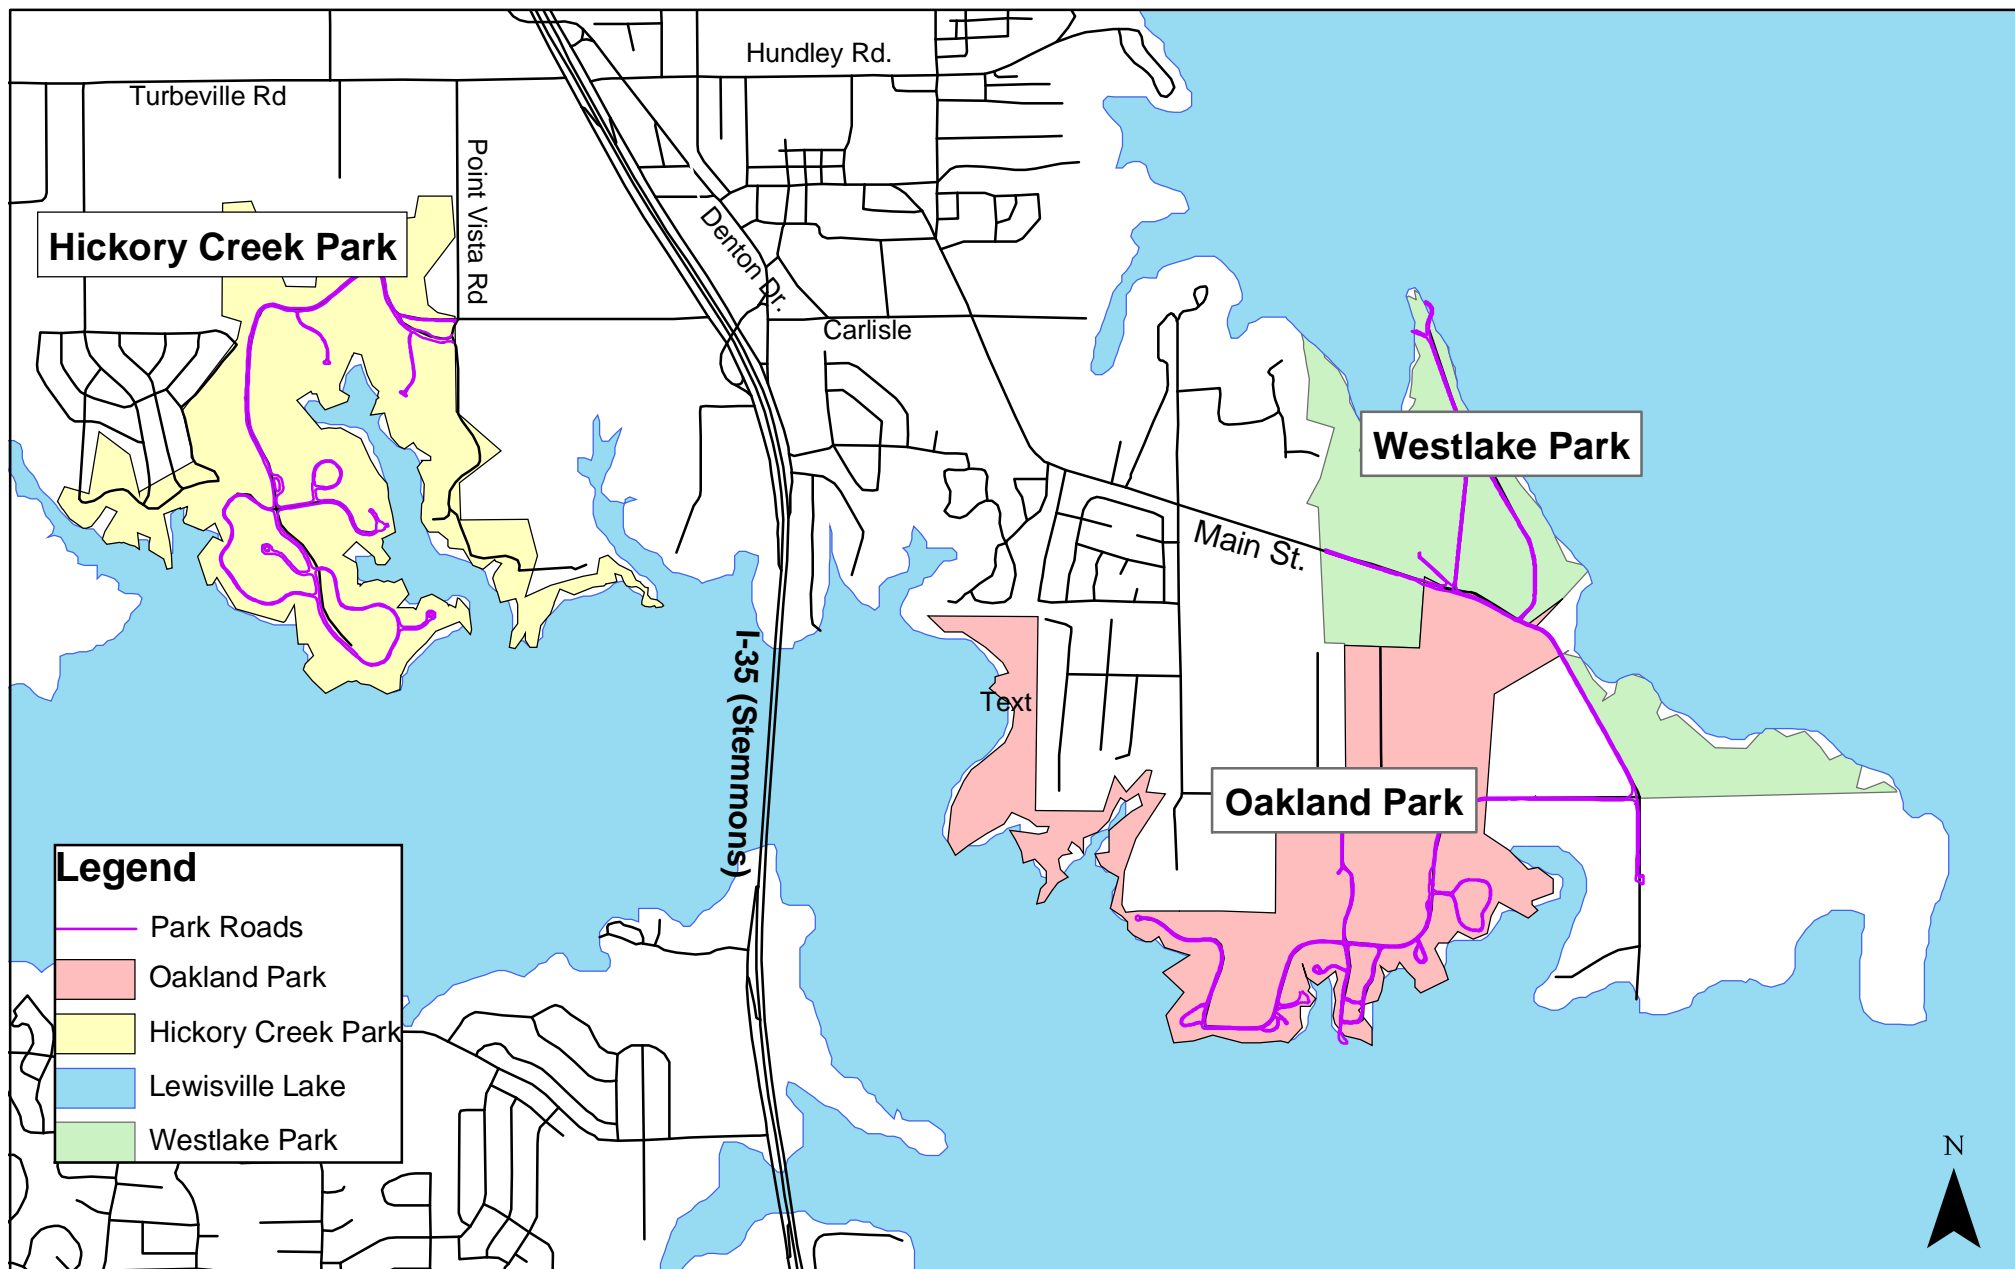 Hundley Rd.
Turbeville Rd
Point Vista Rd
Hickory Creek Park
Denton Dr.
Carlisle
Westlake Park
Main St.
I-35 (Stemmons)
Text
Oakland Park
Legend
Park Roads
Oakland Park
Hickory Creek Park
Lewisville Lake
Westlake Park
N